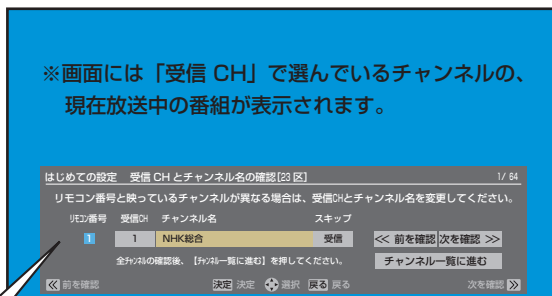 ※画面には「受信 CH」で選んでいるチャンネルの、
現在放送中の番組が表示されます。
はじめての設定 受信 CH とチャンネル名の確認[23 区] 1/ 64
リモコン番号と映っているチャンネルが異なる場合は、受信CHとチャンネル名を変更してください。
リモコン番号 受信CH チャンネル名 スキップ
1 1 NHK総合 受信 << 前を確認 次を確認 >>
全チャンネルの確認後、【チャンネル一覧に進む】を押してください。 チャンネル一覧に進む
前を確認 決定 決定 選択 戻る 戻る 次を確認